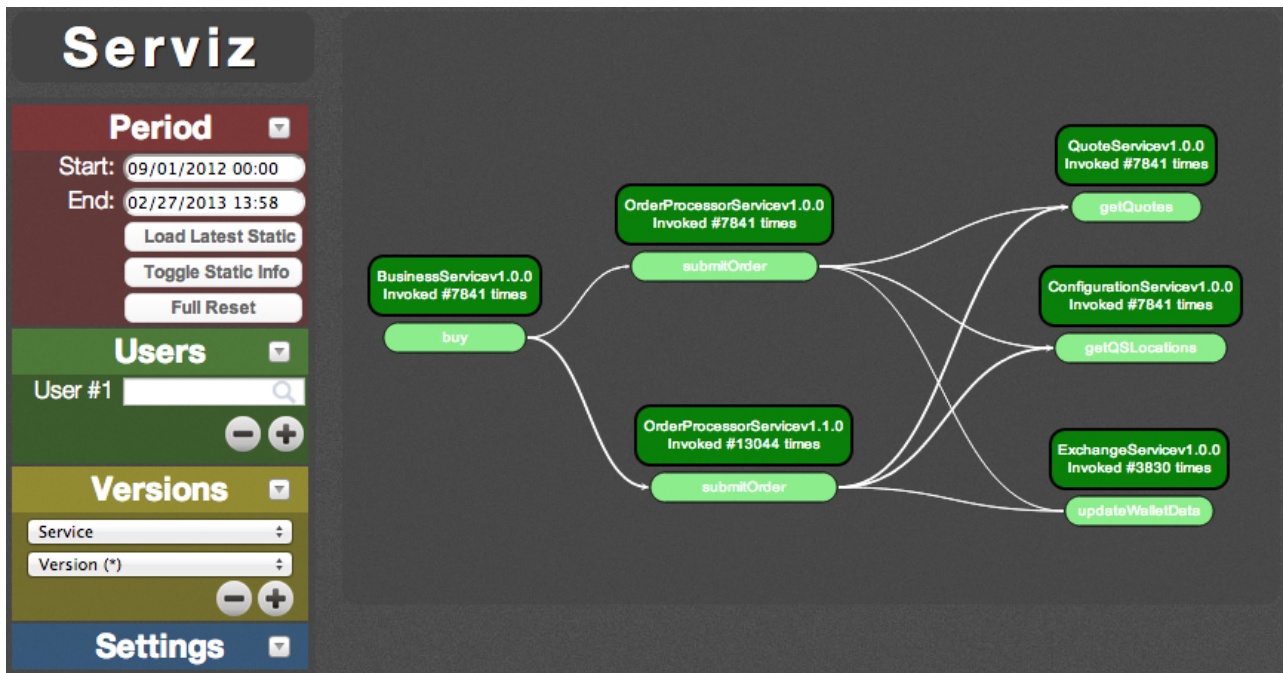 Serviz
Period
Start: 09/01/2012 00:00
End: 02/27/2013 13:58
Load Latest Static
Toggle Static Info
Full Reset
Users
User #1
Versions
Service
Version (*)
Settings
BusinessServicev1.0.0
Invoked #7841 times
buy
OrderProcessorServicev1.0.0
Invoked #7841 times
submitOrder
OrderProcessorServicev1.1.0
Invoked #13044 times
submitOrder
QuoteServicev1.0.0
Invoked #7841 times
getQuotes
ConfigurationServicev1.0.0
Invoked #7841 times
getQSLocations
ExchangeServicev1.0.0
Invoked #3830 times
updateWalletData